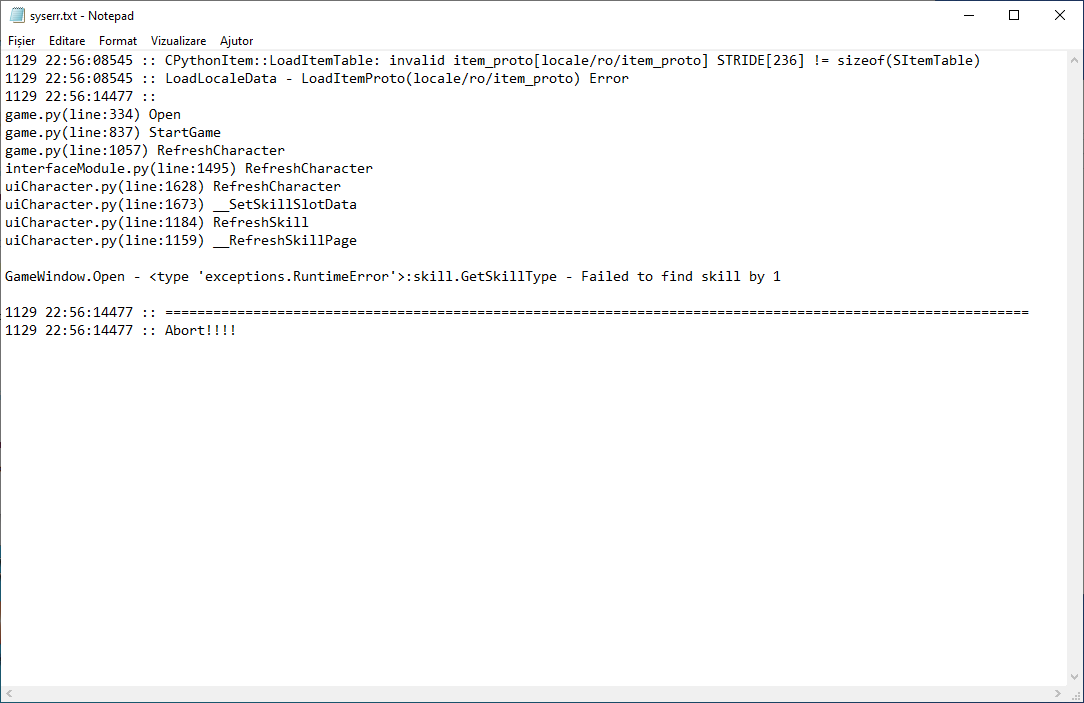 syserr.txt - Notepad
Fișier Editare Format Vizualizare Ajutor
1129 22:56:08545 :: CPythonItem::LoadItemTable: invalid item_proto[locale/ro/item_proto] STRIDE[236] != sizeof(SItemTable)
1129 22:56:08545 :: LoadLocaleData - LoadItemProto(locale/ro/item_proto) Error
1129 22:56:14477 ::
game.py(line:334) Open
game.py(line:837) StartGame
game.py(line:1057) RefreshCharacter
interfaceModule.py(line:1495) RefreshCharacter
uiCharacter.py(line:1628) RefreshCharacter
uiCharacter.py(line:1673) __SetSkillSlotData
uiCharacter.py(line:1184) RefreshSkill
uiCharacter.py(line:1159) __RefreshSkillPage
GameWindow.Open - <type 'exceptions.RuntimeError'>:skill.GetSkillType - Failed to find skill by 1
1129 22:56:14477 :: ============================================================================================================
1129 22:56:14477 :: Abort!!!!